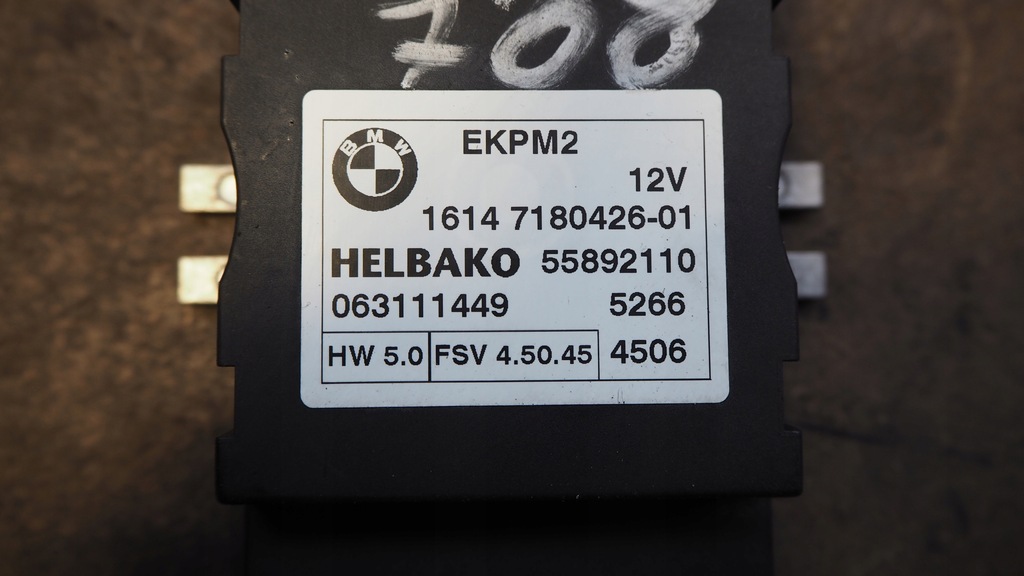 708
BMW
EKPM2
12V
1614 7180426-01
HELBAKO 55892110
063111449 5266
HW 5.0 FSV 4.50.45 4506